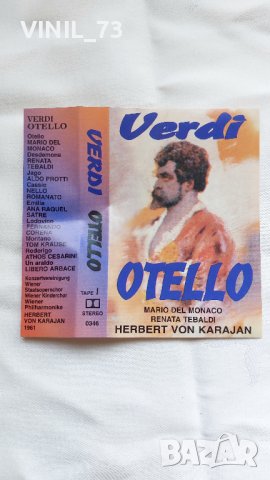 VINIL_73
VERDI
OTELLO
Otello
MARIO DEL
MONACO
Desdemona
RENATA
TEBALDI
Jago
ALDO PROTTI
Cassio
NELLO
ROMANATO
Emilia
ANA RAQUEL
SATRE
Lodovico
FERNANDO
CORENA
Montano
TOM KRAUSE
Roderigo
ATHOS CESARINI
Un araldo
LIBERO ARBACE
Konzertvereinigung
Wiener
Staatsopernchor
Wiener Kinderchor
Wiener
Philharmonike
HERBERT
VON KARAJAN
1961
VERDI OTELLO
TAPE I
STEREO
0346
Verdi
OTELLO
MARIO DEL MONACO
RENATA TEBALDI
HERBERT VON KARAJAN
BAZAR